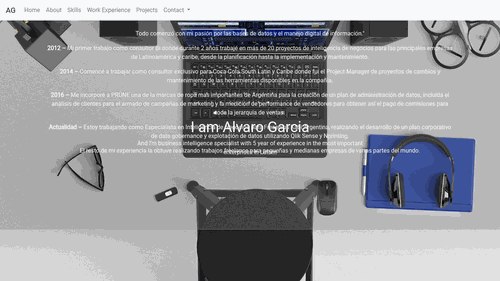 AG Home About Skills Work Experience Projects Contact
Todo comenzó con mi pasión por las bases de datos y el manejo digital de información."
2012 – Mi primer trabajo como consultor BI donde durante 2 años trabaje en más de 20 proyectos de inteligencia de negocios para las principales empresas
de Latinoamérica y caribe, desde la planificación hasta la implementación y mantenimiento.
2014 – Comencé a trabajar como consultor exclusivo para Coca-Cola South Latin y Caribe donde fui el Project Manager de proyectos de cambios y
mantenimiento de las herramientas disponibles en la compañía.
2016 – Me incorporé a PRUNE una de la marcas de moda más importantes de Argentina para la creación de un plan de administración de datos, incluida el
análisis de clientes para el armado de campañas de marketing y la medición de performance de vendedores para obtener así el pago de comisiones para
toda la jerarquía de ventas.
I am Alvaro Garcia
Actualidad – Estoy trabajando como Especialista en Argentina, realizando el desarrollo de un plan corporativo
de data governance y explotación de datos utilizando Qlik Sense y Nprinting.
And I'm business intelligence specialist with 5 year of experience in the most important
El resto de mi experiencia la obtuve realizando trabajos para pequeñas y medianas empresas de varias partes del mundo.